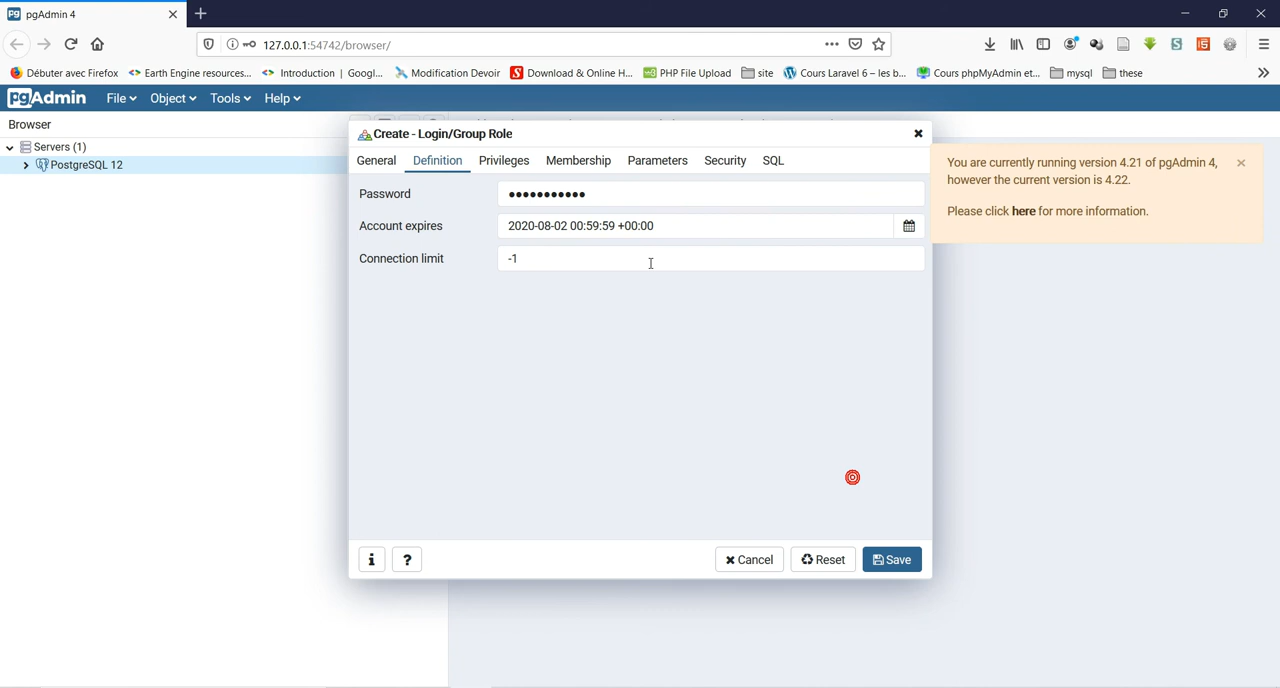 pgAdmin 4
127.0.0.1:54742/browser/
Débuter avec Firefox Earth Engine resources... Introduction | Googl... Modification Devoir Download & Online H... PHP File Upload site Cours Laravel 6 – les b... Cours phpMyAdmin et... mysql these
pgAdmin File Object Tools Help
Browser
Servers (1)
PostgreSQL 12
Create - Login/Group Role
General Definition Privileges Membership Parameters Security SQL
Password •••••••••••
Account expires 2020-08-02 00:59:59 +00:00
Connection limit -1
Cancel Reset Save
You are currently running version 4.21 of pgAdmin 4,
however the current version is 4.22.
Please click here for more information.